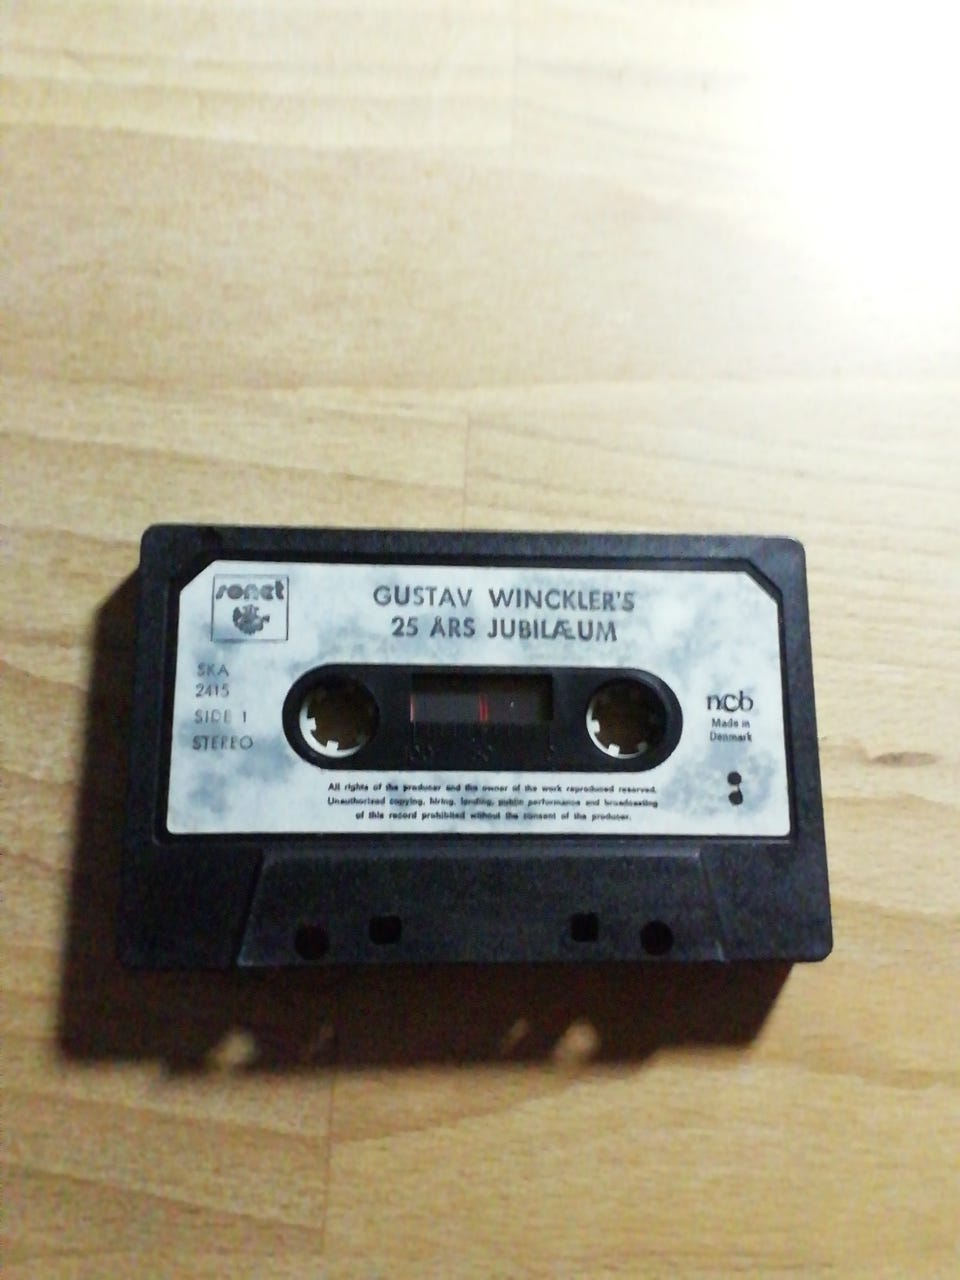 sonet
GUSTAV WINCKLER'S
25 ÅRS JUBILÆUM
SKA
2415
SIDE 1
STEREO
ncb
Made in
Denmark
All rights of the producer and the owner of the work reproduced reserved.
Unauthorized copying, hiring, lending, public performance and broadcasting
of this record prohibited without the consent of the producer.